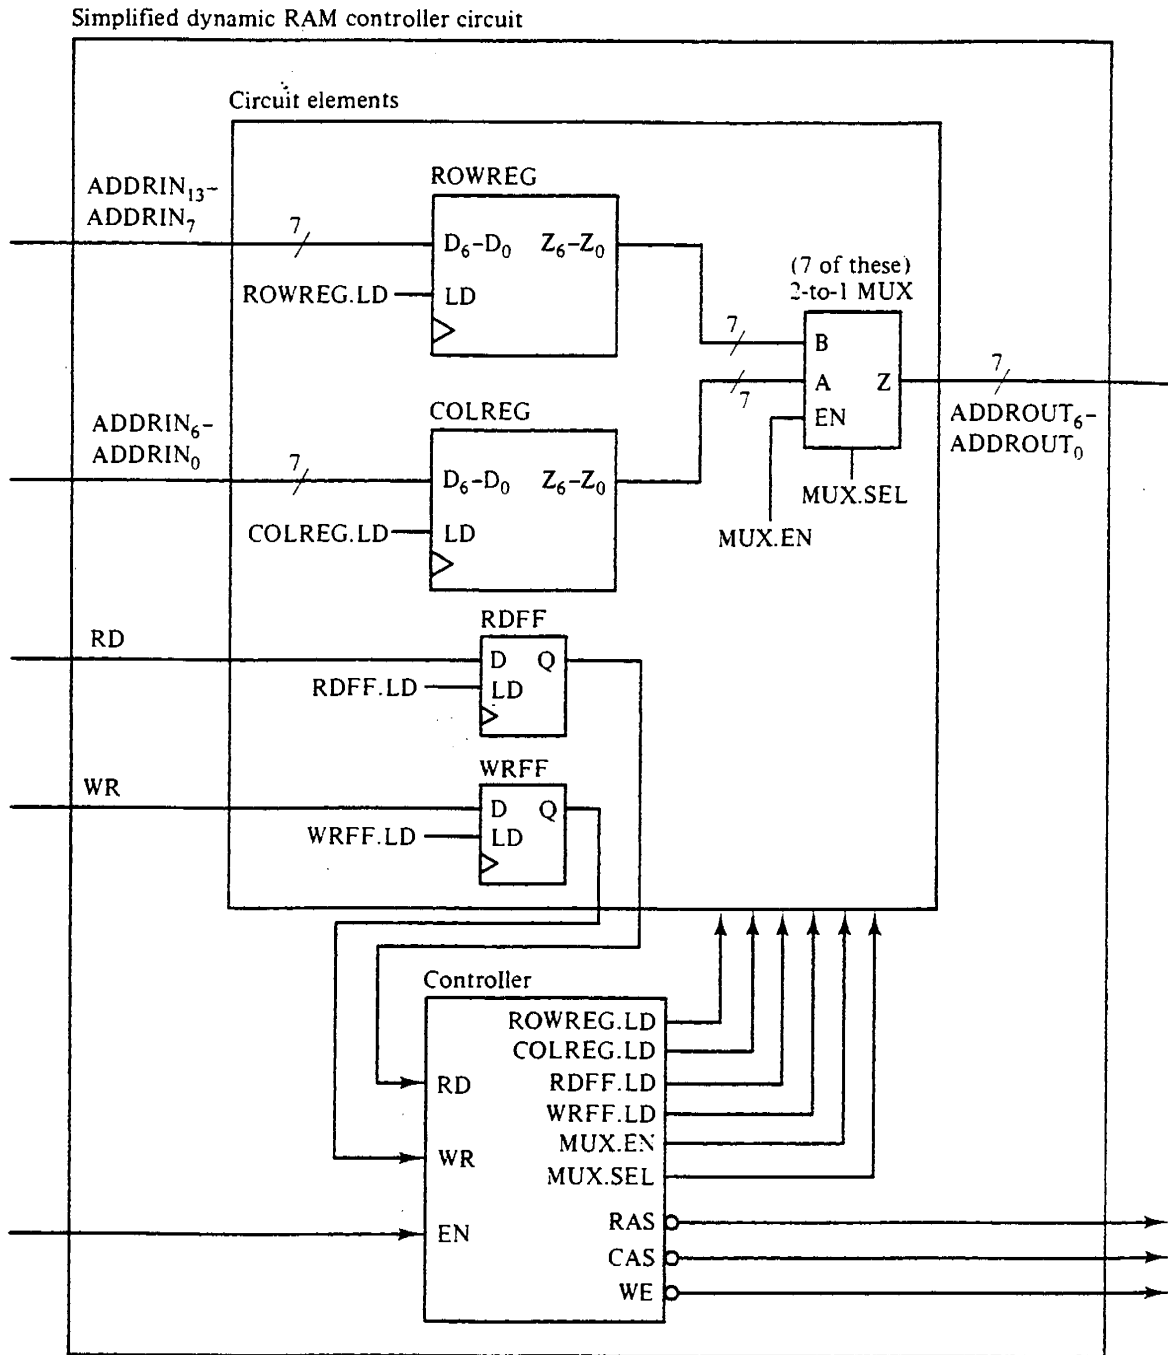 Simplified dynamic RAM controller circuit
Circuit elements
ROWREG
ADDRIN₁₃–
ADDRIN₇
7
D₆–D₀ Z₆–Z₀
ROWREG.LD
LD
(7 of these)
2-to-1 MUX
7
B
A Z
EN
7
7
ADDROUT₆–
ADDROUT₀
MUX.SEL
MUX.EN
COLREG
ADDRIN₆–
ADDRIN₀
7
D₆–D₀ Z₆–Z₀
COLREG.LD
LD
RDFF
RD
D Q
RDFF.LD
LD
WRFF
WR
D Q
WRFF.LD
LD
Controller
ROWREG.LD
COLREG.LD
RD
RDFF.LD
WRFF.LD
MUX.EN
WR
MUX.SEL
RAS
EN
CAS
WE